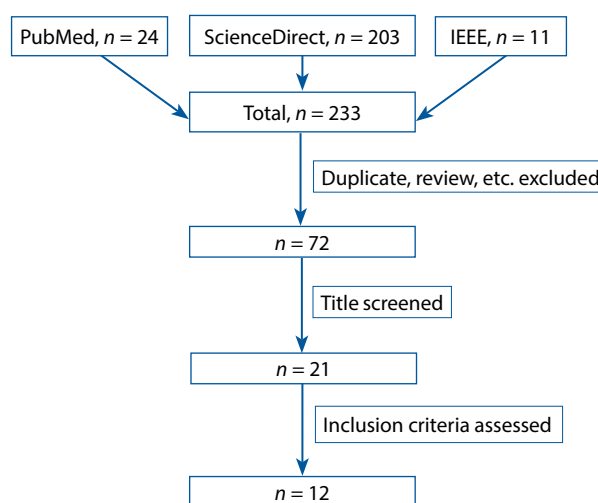 PubMed, n = 24
ScienceDirect, n = 203
IEEE, n = 11
Total, n = 233
Duplicate, review, etc. excluded
n = 72
Title screened
n = 21
Inclusion criteria assessed
n = 12